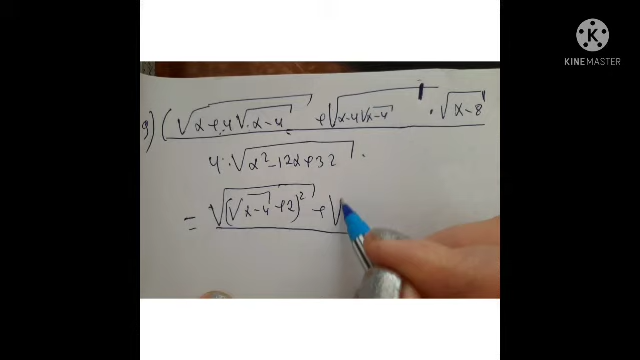 9) (√x+4√x-4 + √x-4√x-4 · √x-8
4·√x²-12x+32 .
= √(√x-4+2)² + √
K
KINEMASTER